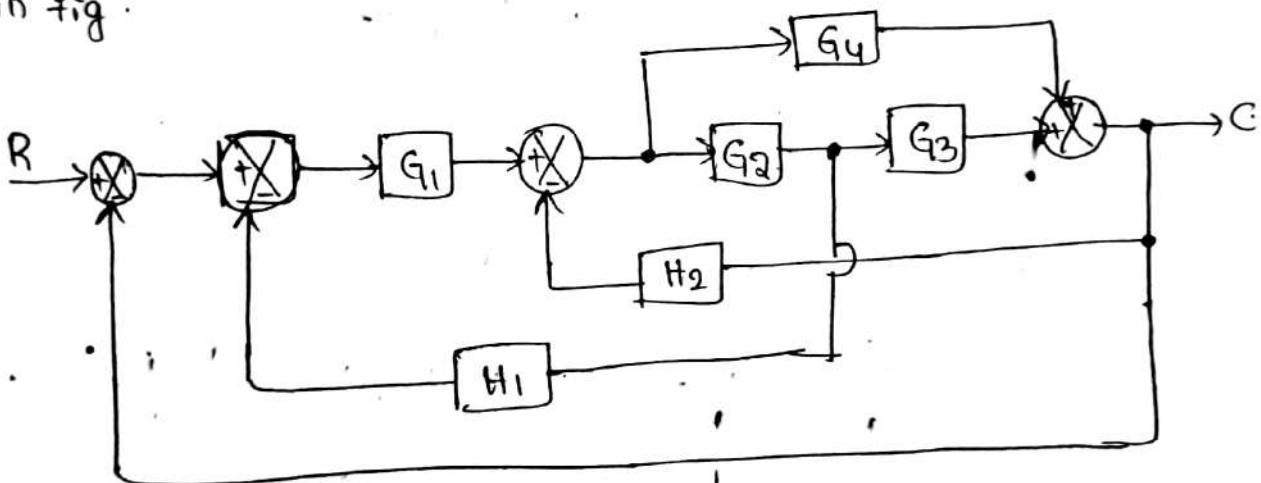 in fig.
G4
R + - + - G1 + - G2 G3 + + C
H2
H1